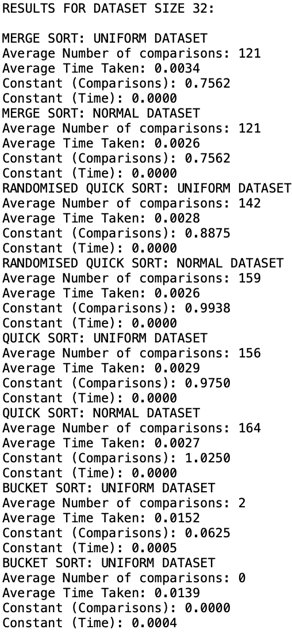 RESULTS FOR DATASET SIZE 32:
MERGE SORT: UNIFORM DATASET
Average Number of comparisons: 121
Average Time Taken: 0.0034
Constant (Comparisons): 0.7562
Constant (Time): 0.0000
MERGE SORT: NORMAL DATASET
Average Number of comparisons: 121
Average Time Taken: 0.0026
Constant (Comparisons): 0.7562
Constant (Time): 0.0000
RANDOMISED QUICK SORT: UNIFORM DATASET
Average Number of comparisons: 142
Average Time Taken: 0.0028
Constant (Comparisons): 0.8875
Constant (Time): 0.0000
RANDOMISED QUICK SORT: NORMAL DATASET
Average Number of comparisons: 159
Average Time Taken: 0.0026
Constant (Comparisons): 0.9938
Constant (Time): 0.0000
QUICK SORT: UNIFORM DATASET
Average Number of comparisons: 156
Average Time Taken: 0.0029
Constant (Comparisons): 0.9750
Constant (Time): 0.0000
QUICK SORT: NORMAL DATASET
Average Number of comparisons: 164
Average Time Taken: 0.0027
Constant (Comparisons): 1.0250
Constant (Time): 0.0000
BUCKET SORT: UNIFORM DATASET
Average Number of comparisons: 2
Average Time Taken: 0.0152
Constant (Comparisons): 0.0625
Constant (Time): 0.0005
BUCKET SORT: UNIFORM DATASET
Average Number of comparisons: 0
Average Time Taken: 0.0139
Constant (Comparisons): 0.0000
Constant (Time): 0.0004